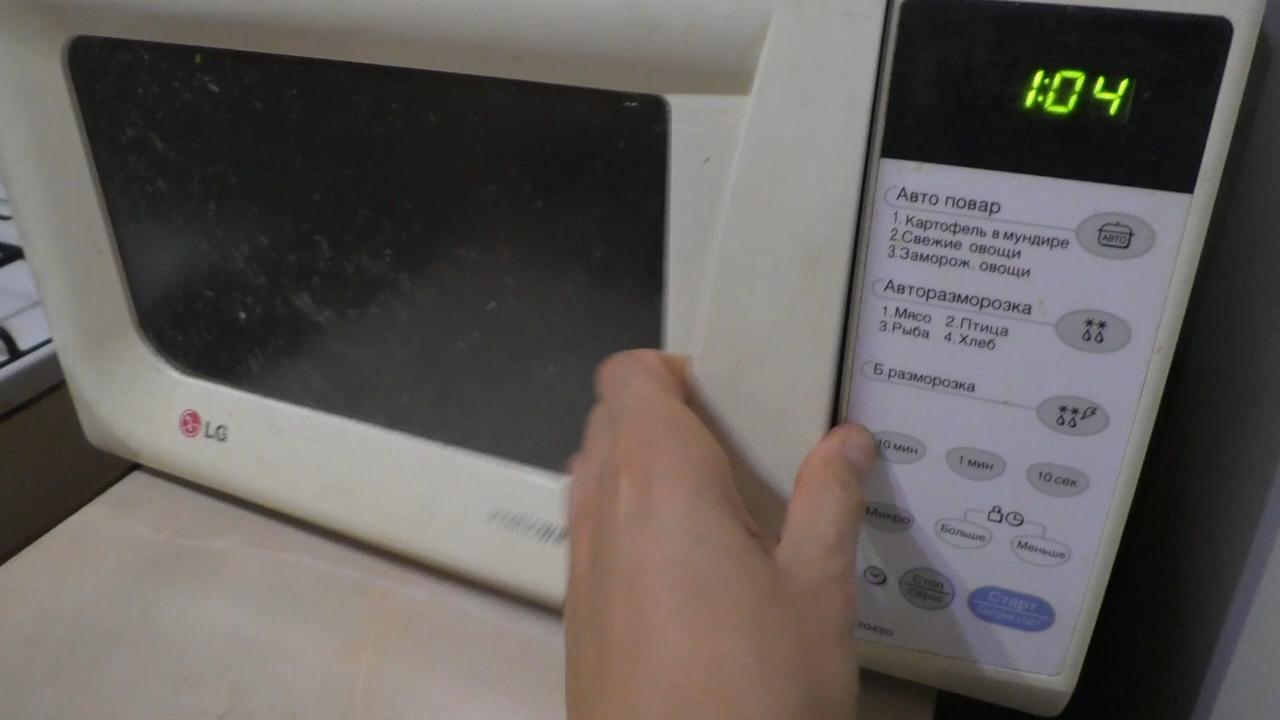 1:04
Авто повар
1.Картофель в мундире
2.Свежие овощи
3.Заморож. овощи
АВТО
Авторазморозка
1.Мясо 2.Птица
3.Рыба 4.Хлеб
Б.разморозка
10 мин
1 мин
10 сек
Микро
Больше
Меньше
Стоп
Сброс
Старт
LG